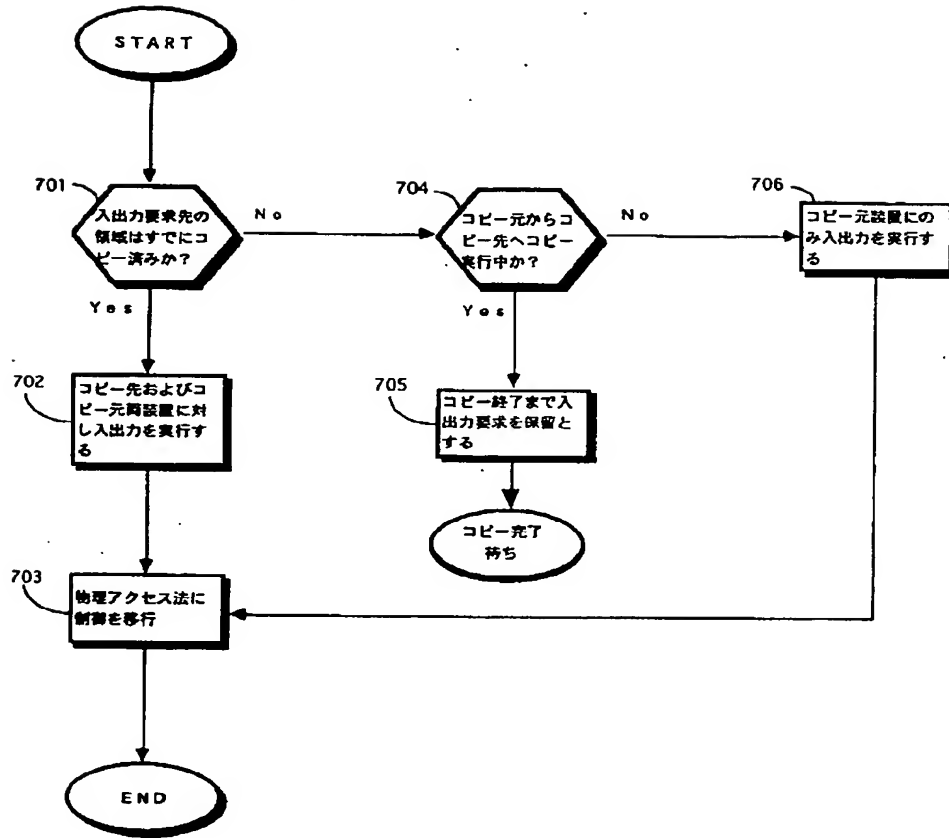 START
701
入出力要求先の
領域はすでにコ
ピー済みか?
No
Yes
704
コピー元からコ
ピー先へコピー
実行中か?
No
Yes
706
コピー元装置にの
み入出力を実行す
る
702
コピー先およびコ
ピー元両装置に対
し入出力を実行す
る
705
コピー終了まで入
出力要求を保留と
する
コピー完了
待ち
703
物理アクセス法に
制御を移行
END